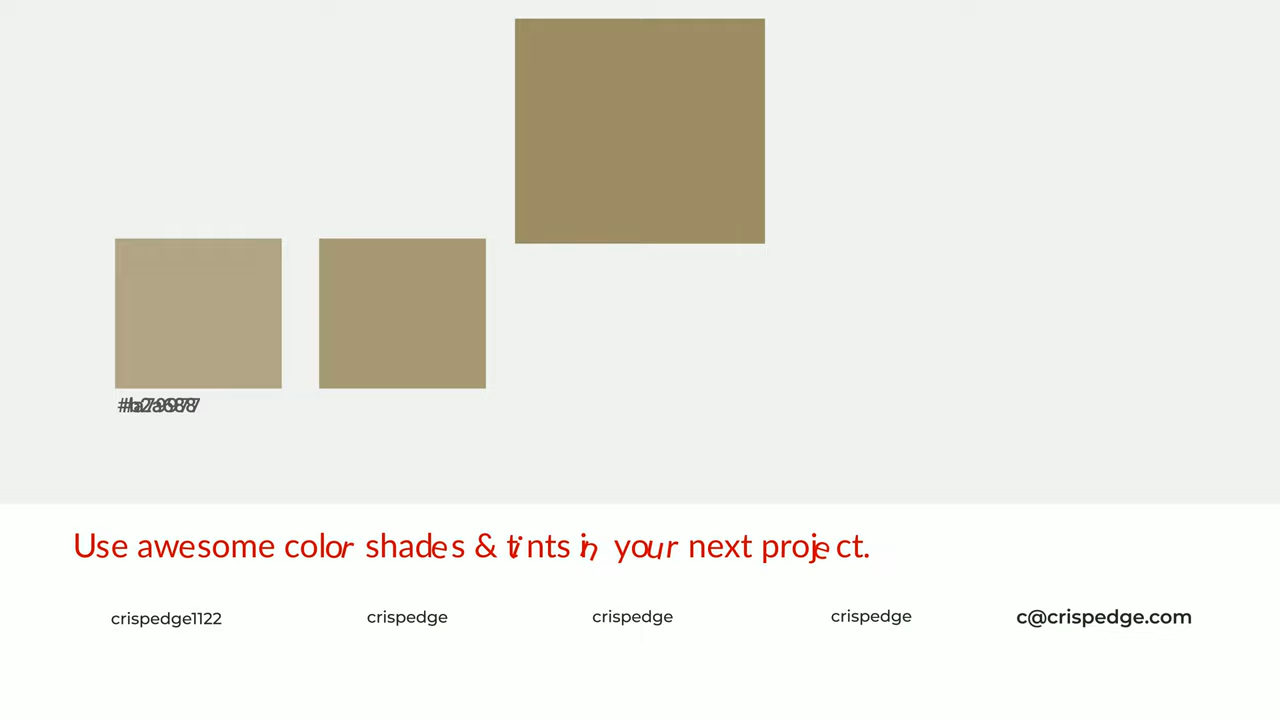 Use awesome color shades & tints in your next project.
crispedge1122 crispedge crispedge crispedge c@crispedge.com